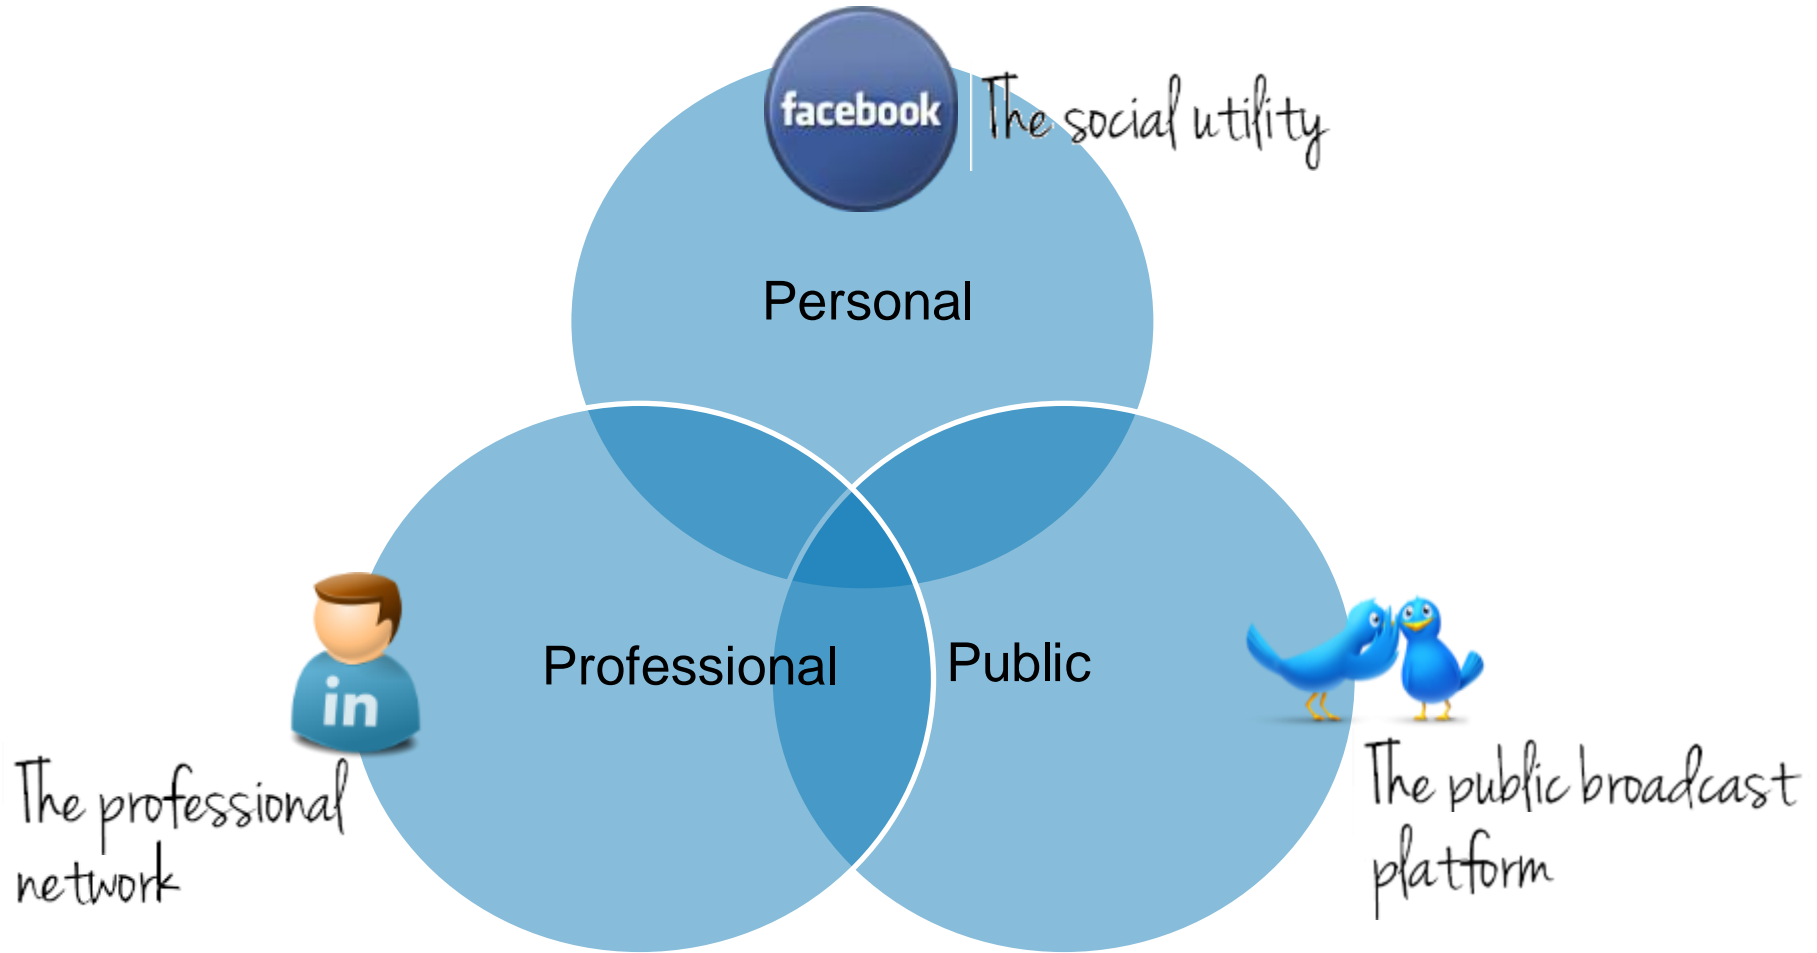 facebook
The social utility
Personal
Professional
Public
in
The professional
network
The public broadcast
platform